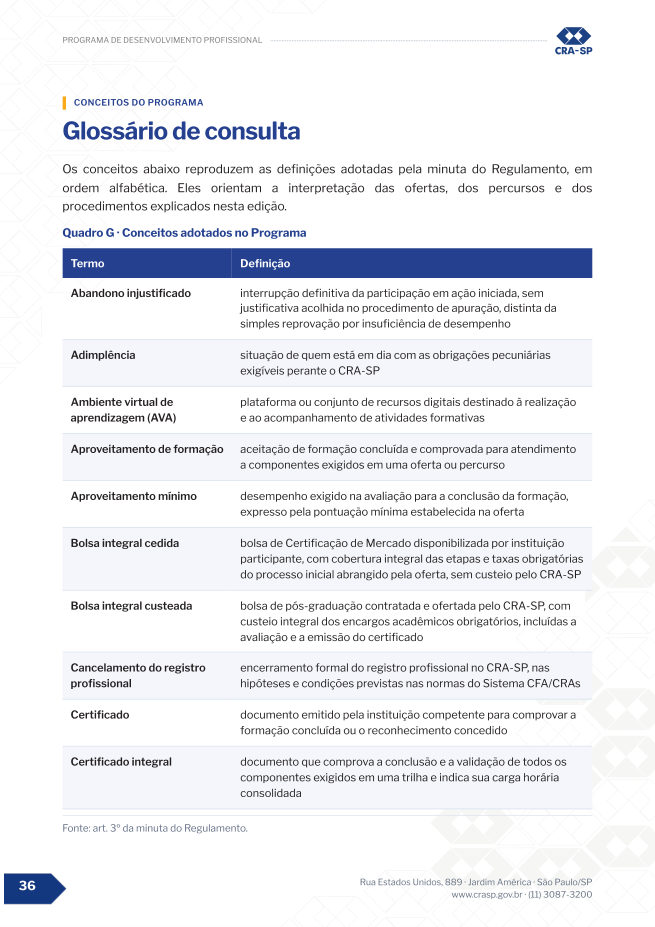 PROGRAMA DE DESENVOLVIMENTO PROFISSIONAL
CRA-SP
CONCEITOS DO PROGRAMA
Glossário de consulta
Os conceitos abaixo reproduzem as definições adotadas pela minuta do Regulamento, em
ordem alfabética. Eles orientam a interpretação das ofertas, dos percursos e dos
procedimentos explicados nesta edição.
Quadro G · Conceitos adotados no Programa
Termo Definição
Abandono injustificado interrupção definitiva da participação em ação iniciada, sem
justificativa acolhida no procedimento de apuração, distinta da
simples reprovação por insuficiência de desempenho
Adimplência situação de quem está em dia com as obrigações pecuniárias
exigíveis perante o CRA-SP
Ambiente virtual de plataforma ou conjunto de recursos digitais destinado à realização
aprendizagem (AVA) e ao acompanhamento de atividades formativas
Aproveitamento de formação aceitação de formação concluída e comprovada para atendimento
a componentes exigidos em uma oferta ou percurso
Aproveitamento mínimo desempenho exigido na avaliação para a conclusão da formação,
expresso pela pontuação mínima estabelecida na oferta
Bolsa integral cedida bolsa de Certificação de Mercado disponibilizada por instituição
participante, com cobertura integral das etapas e taxas obrigatórias
do processo inicial abrangido pela oferta, sem custeio pelo CRA-SP
Bolsa integral custeada bolsa de pós-graduação contratada e ofertada pelo CRA-SP, com
custeio integral dos encargos acadêmicos obrigatórios, incluídas a
avaliação e a emissão do certificado
Cancelamento do registro encerramento formal do registro profissional no CRA-SP, nas
profissional hipóteses e condições previstas nas normas do Sistema CFA/CRAs
Certificado documento emitido pela instituição competente para comprovar a
formação concluída ou o reconhecimento concedido
Certificado integral documento que comprova a conclusão e a validação de todos os
componentes exigidos em uma trilha e indica sua carga horária
consolidada
Fonte: art. 3º da minuta do Regulamento.
36
Rua Estados Unidos, 889 · Jardim América · São Paulo/SP
www.crasp.gov.br · (11) 3087-3200